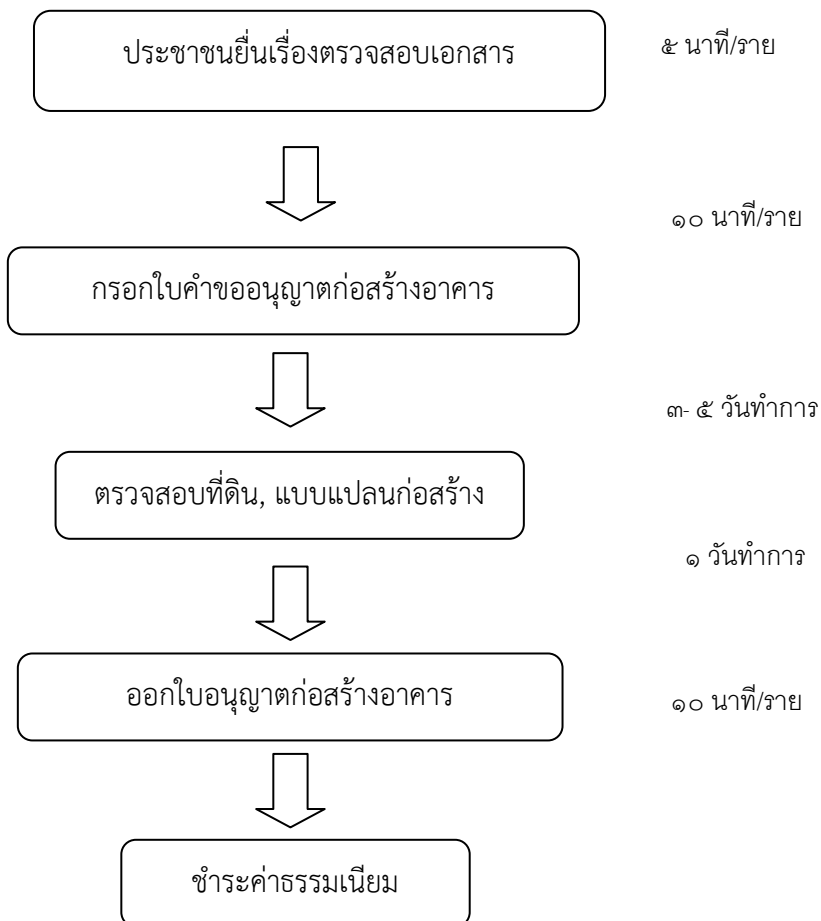 ประชาชนยื่นเรื่องตรวจสอบเอกสาร
๕ นาที/ราย
๑๐ นาที/ราย
กรอกใบคำขออนุญาตก่อสร้างอาคาร
๓- ๕ วันทำการ
ตรวจสอบที่ดิน, แบบแปลนก่อสร้าง
๑ วันทำการ
ออกใบอนุญาตก่อสร้างอาคาร
๑๐ นาที/ราย
ชำระค่าธรรมเนียม